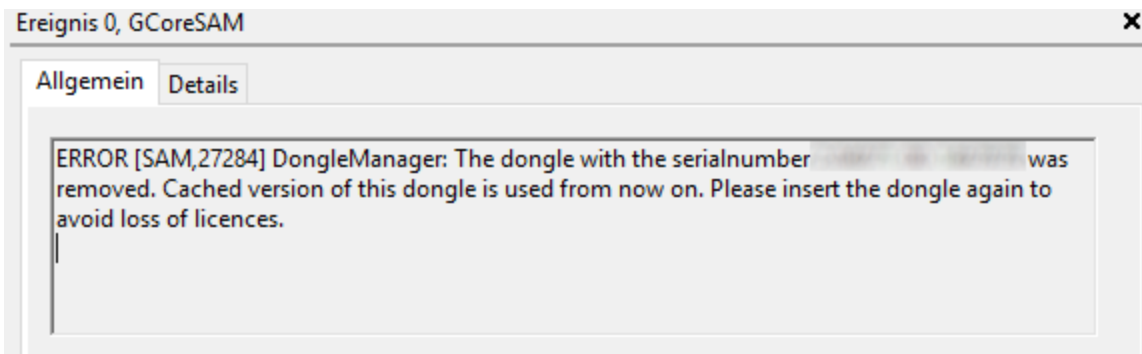 Ereignis 0, GCoreSAM
Allgemein
Details
ERROR [SAM,27284] DongleManager: The dongle with the serialnumber was
removed. Cached version of this dongle is used from now on. Please insert the dongle again to
avoid loss of licences.